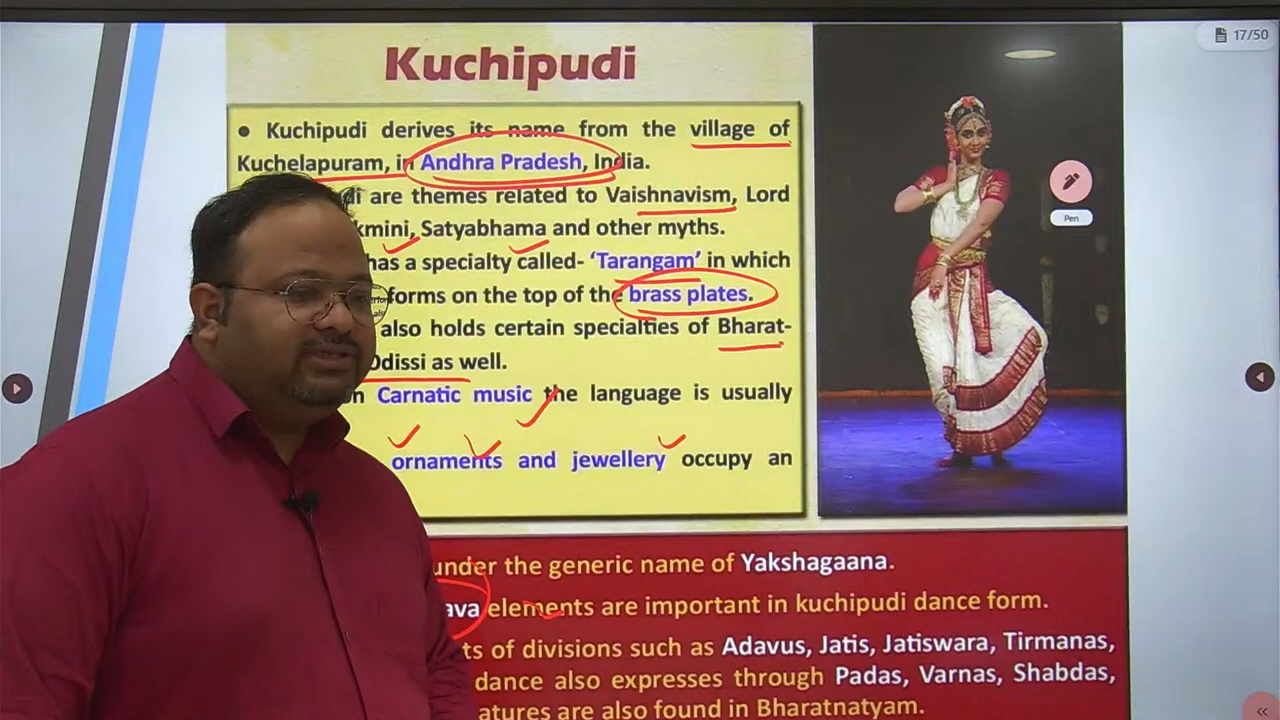 17/50
Kuchipudi
● Kuchipudi derives its name from the village of
Kuchelapuram, in Andhra Pradesh, India.
di are themes related to Vaishnavism, Lord
kmini, Satyabhama and other myths.
has a specialty called- ‘Tarangam’ in which
forms on the top of the brass plates.
also holds certain specialties of Bharat-
Odissi as well.
n Carnatic music the language is usually
ornaments and jewellery occupy an
Pen
under the generic name of Yakshagaana.
ava elements are important in kuchipudi dance form.
ts of divisions such as Adavus, Jatis, Jatiswara, Tirmanas,
dance also expresses through Padas, Varnas, Shabdas,
atures are also found in Bharatnatyam.